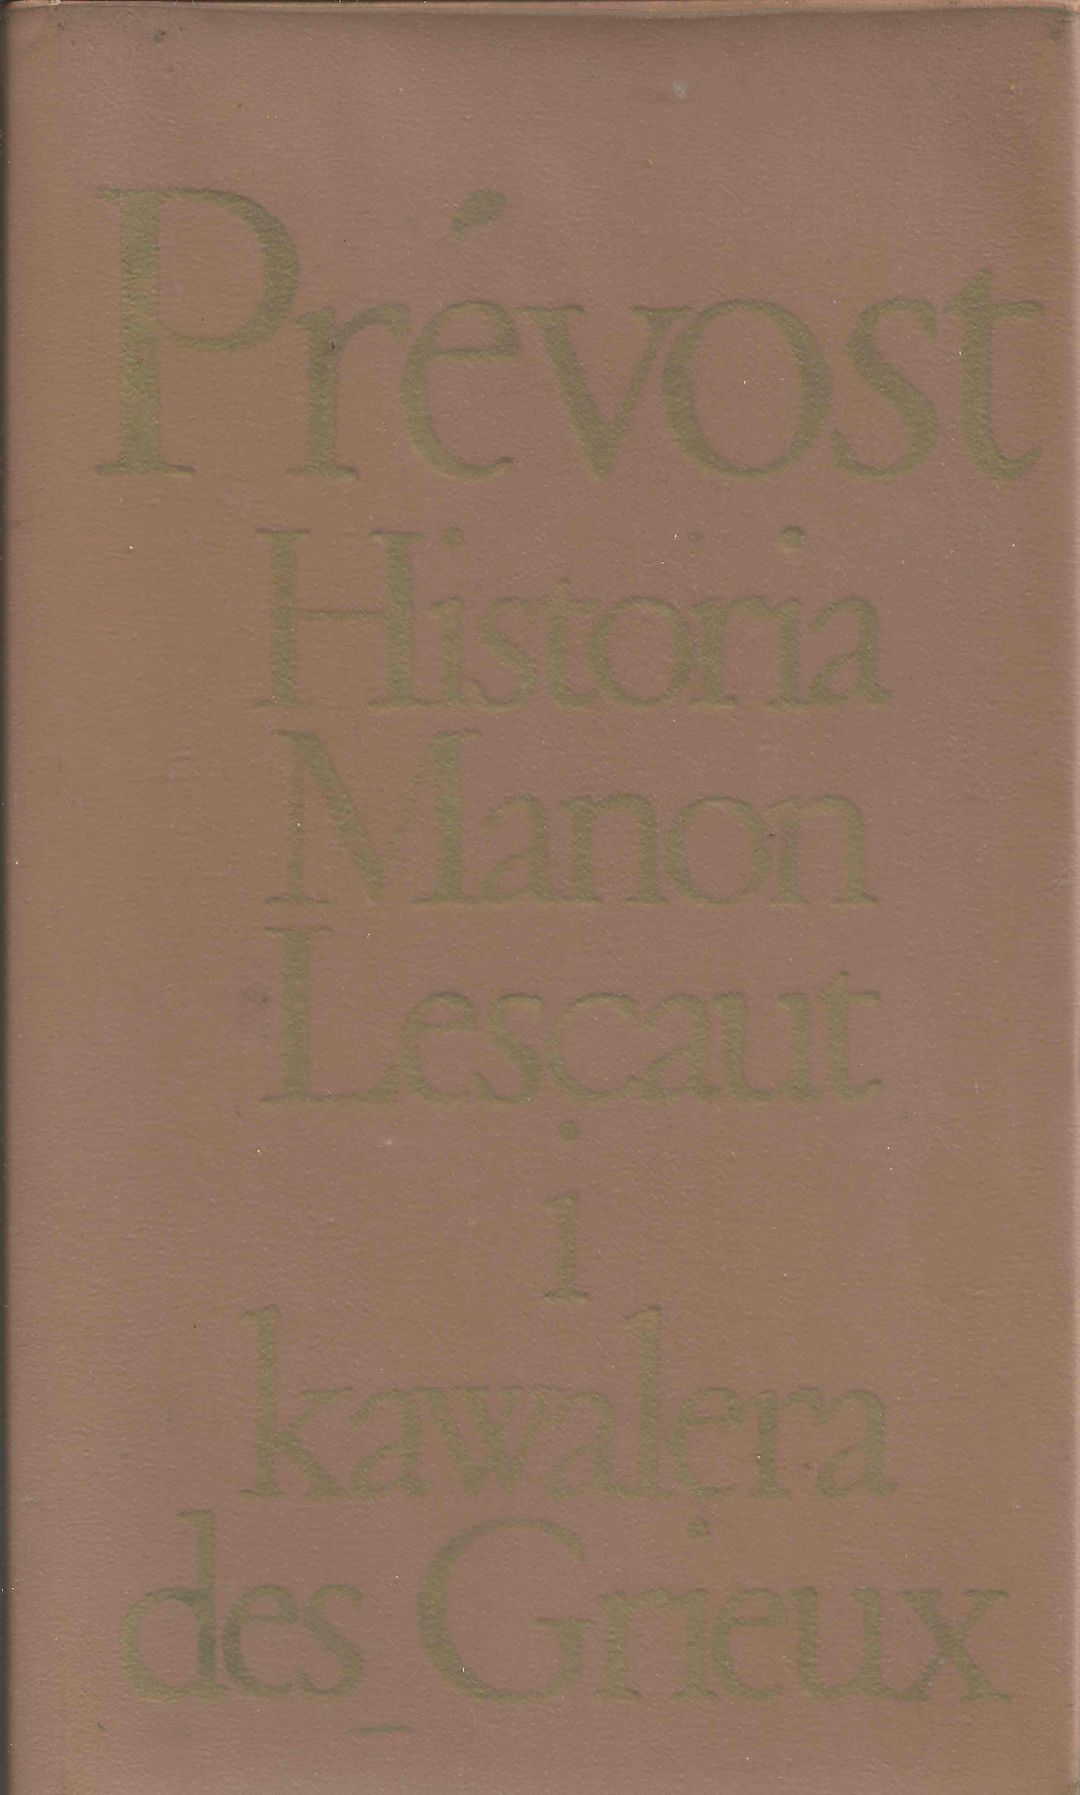 Prévost
Historia
Manon
Lescaut
i
kawalera
des Grieux